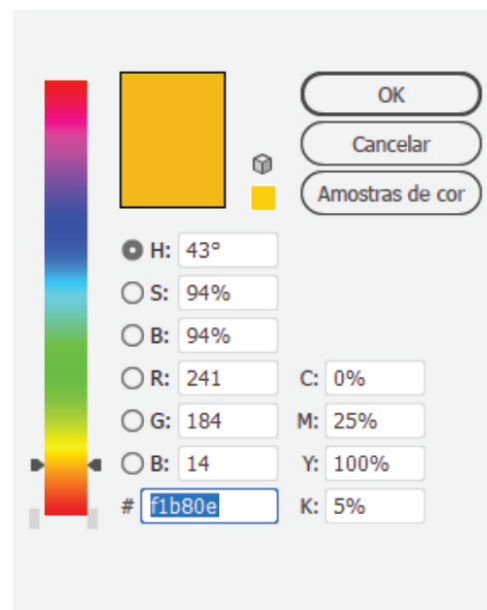 OK
Cancelar
Amostras de cor
H: 43°
S: 94%
B: 94%
R: 241 C: 0%
G: 184 M: 25%
B: 14 Y: 100%
# f1b80e K: 5%